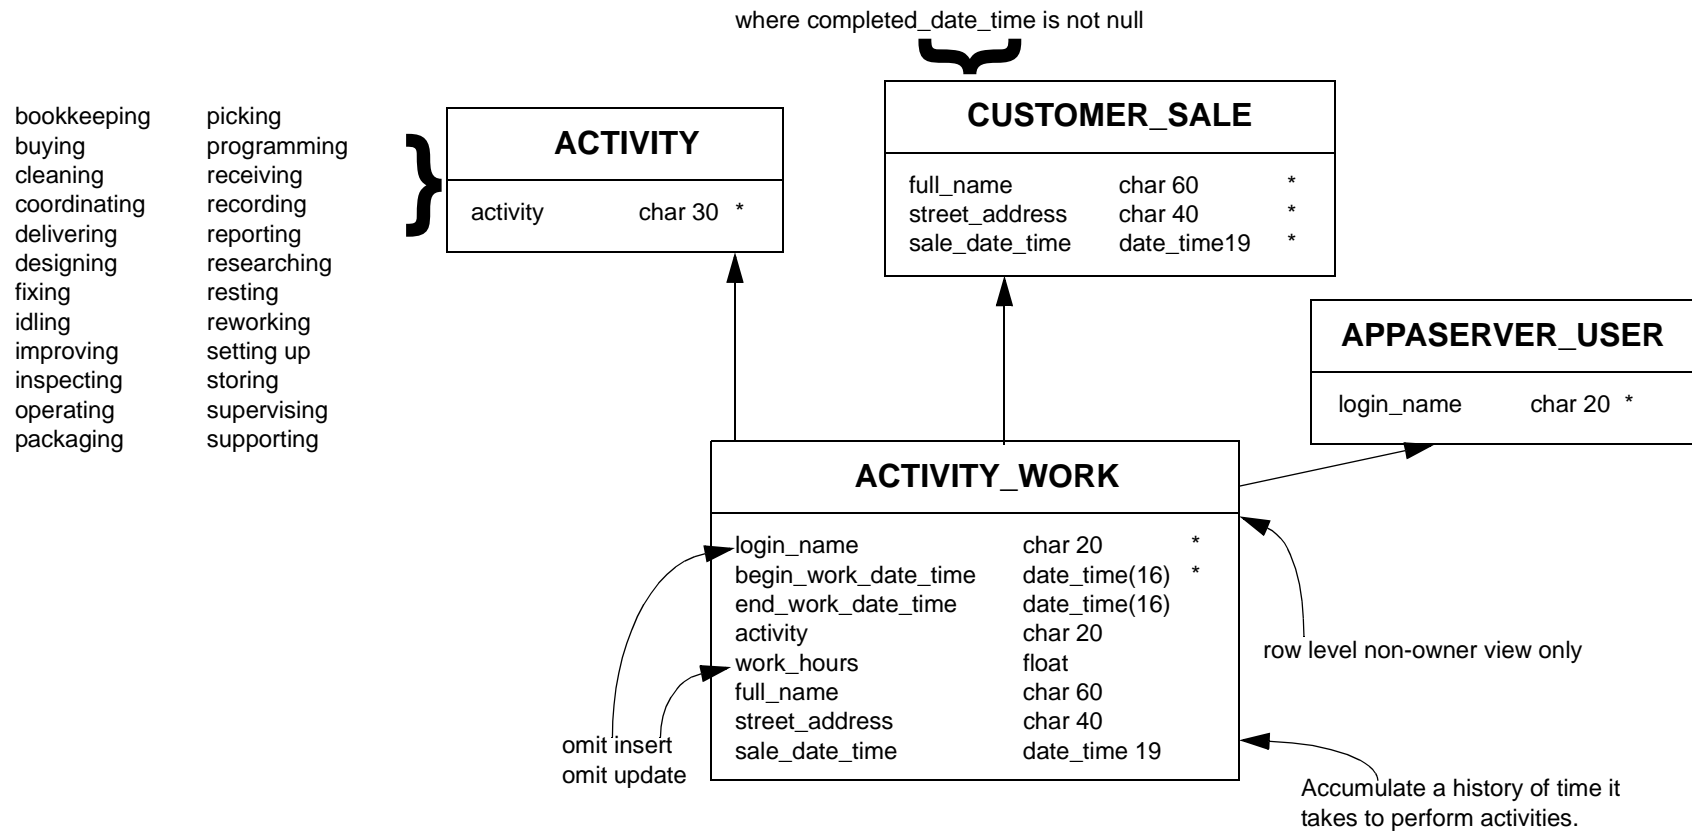 where completed_date_time is not null
bookkeeping picking
buying programming
cleaning receiving
coordinating recording
delivering reporting
designing researching
fixing resting
idling reworking
improving setting up
inspecting storing
operating supervising
packaging supporting
ACTIVITY
activity char 30 *
CUSTOMER_SALE
full_name char 60 *
street_address char 40 *
sale_date_time date_time19 *
APPASERVER_USER
login_name char 20 *
ACTIVITY_WORK
login_name char 20 *
begin_work_date_time date_time(16) *
end_work_date_time date_time(16)
activity char 20
work_hours float
full_name char 60
street_address char 40
sale_date_time date_time 19
omit insert
omit update
row level non-owner view only
Accumulate a history of time it
takes to perform activities.